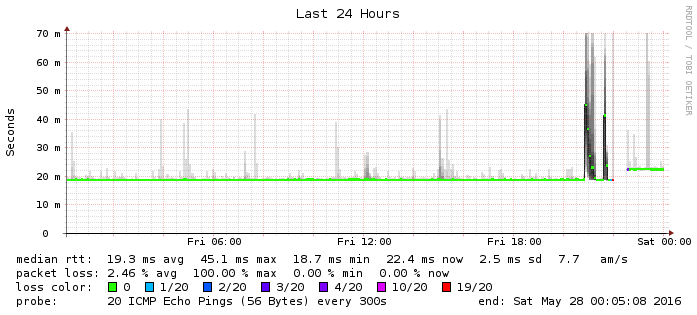 Last 24 Hours
RRDTOOL / TOBI OETIKER
Seconds
70 m
60 m
50 m
40 m
30 m
20 m
10 m
0 m
Fri 06:00 Fri 12:00 Fri 18:00 Sat 00:00
median rtt: 19.3 ms avg 45.1 ms max 18.7 ms min 22.4 ms now 2.5 ms sd 7.7 am/s
packet loss: 2.46 % avg 100.00 % max 0.00 % min 0.00 % now
loss color: 0 1/20 2/20 3/20 4/20 10/20 19/20
probe: 20 ICMP Echo Pings (56 Bytes) every 300s end: Sat May 28 00:05:08 2016